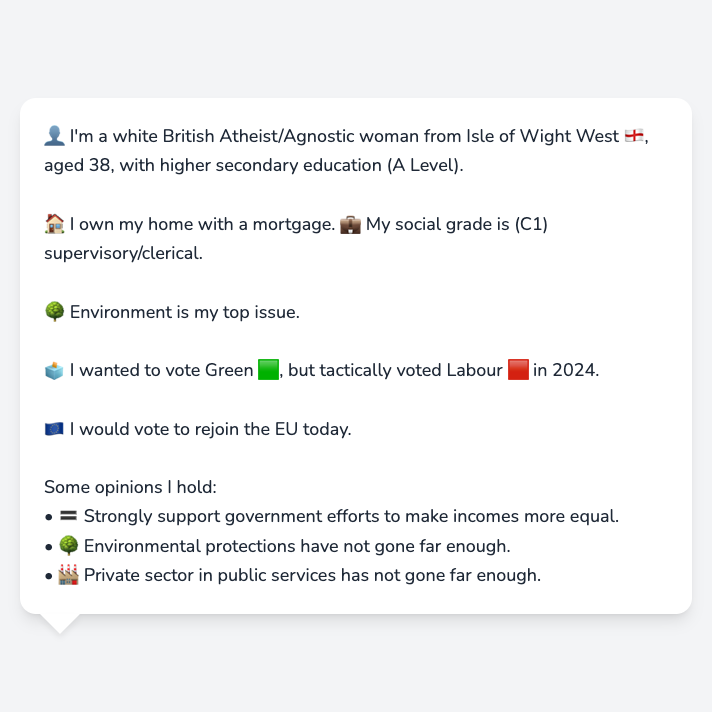 👤 I'm a white British Atheist/Agnostic woman from Isle of Wight West 🏴󠁧󠁢󠁥󠁮󠁧󠁿,
aged 38, with higher secondary education (A Level).
🏠 I own my home with a mortgage. 💼 My social grade is (C1)
supervisory/clerical.
🌳 Environment is my top issue.
🗳️ I wanted to vote Green 🟩, but tactically voted Labour 🟥 in 2024.
🇪🇺 I would vote to rejoin the EU today.
Some opinions I hold:
• 🟰 Strongly support government efforts to make incomes more equal.
• 🌳 Environmental protections have not gone far enough.
• 🏭 Private sector in public services has not gone far enough.